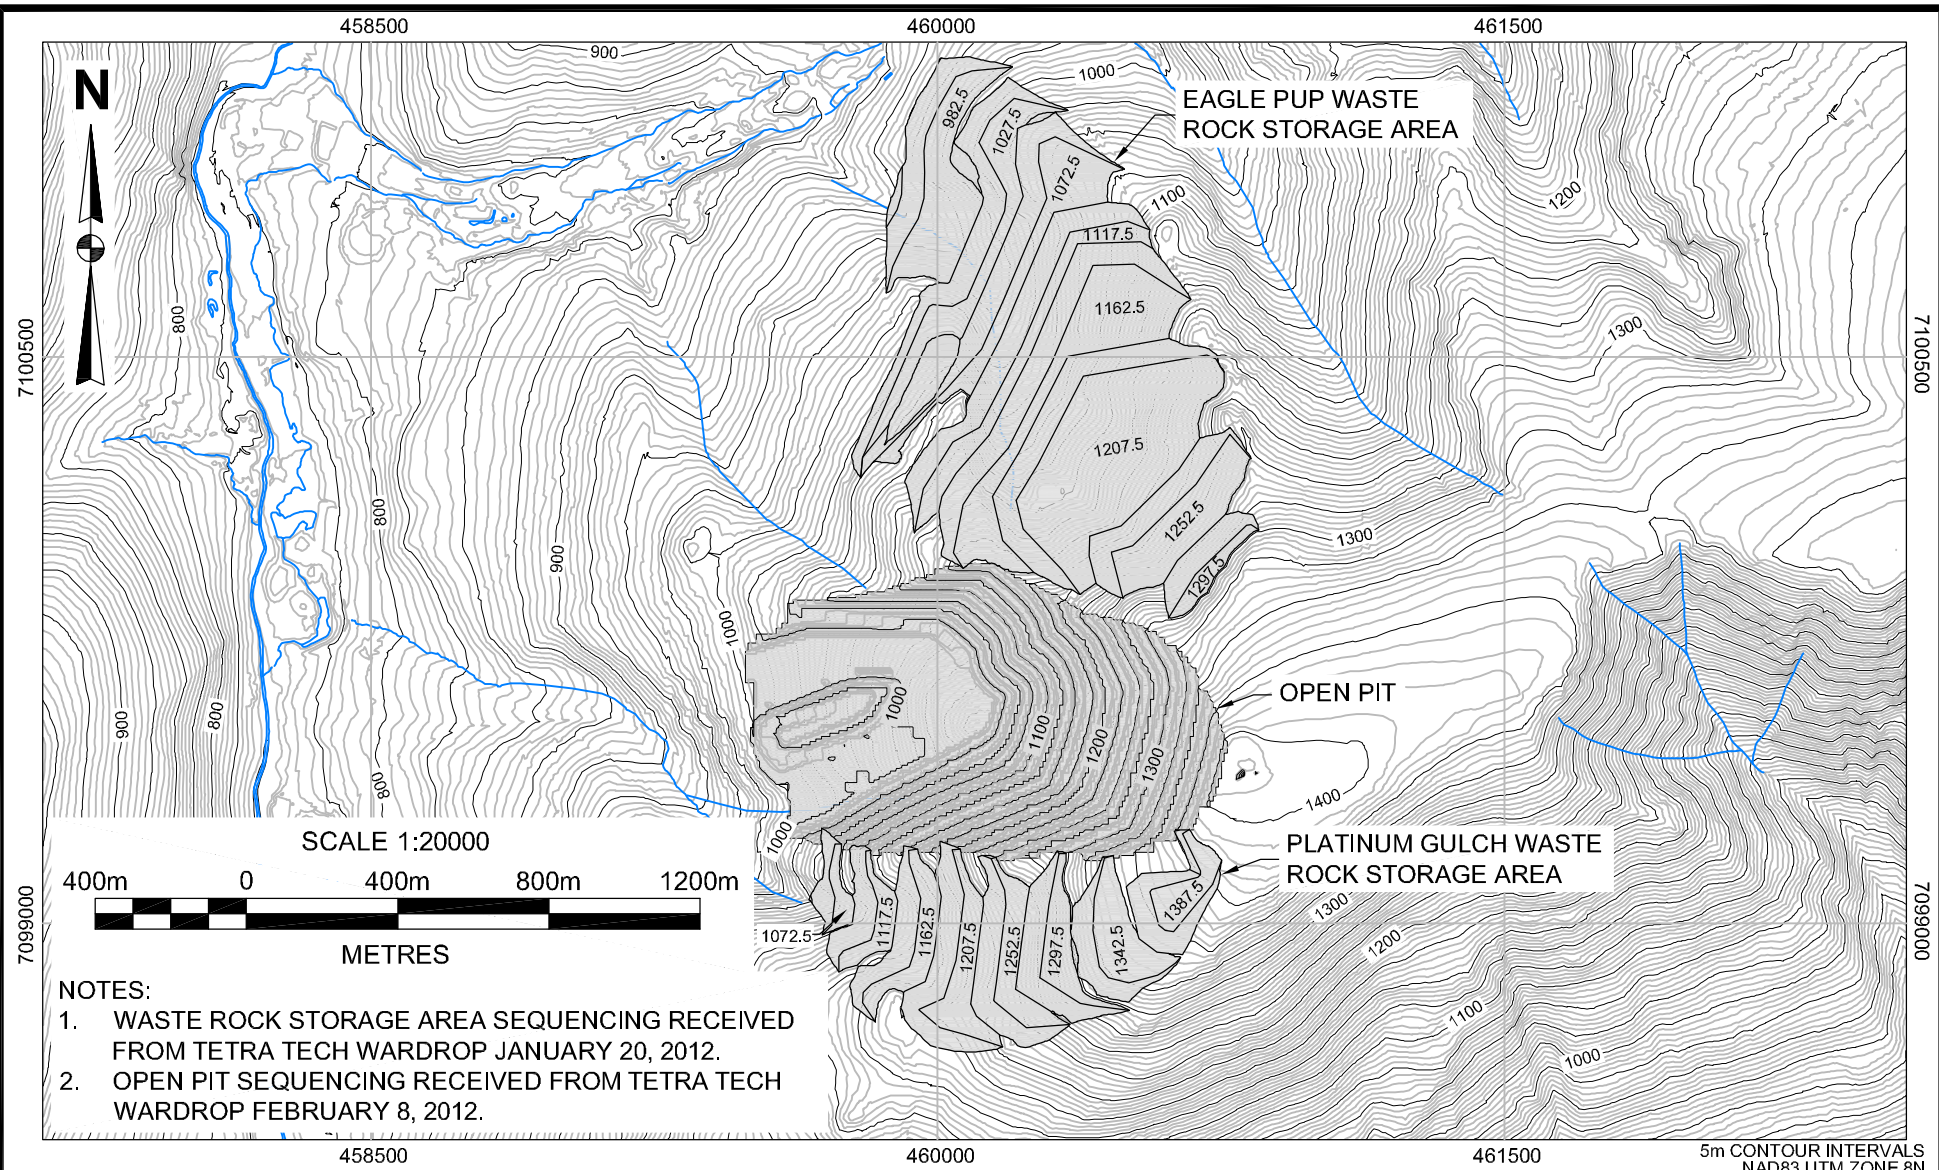 458500 460000 461500
N
900
1000
982.5
1027.5
1072.5
EAGLE PUP WASTE
ROCK STORAGE AREA
1100
1200
1117.5
1162.5
800
1300
7100500
7100500
1207.5
800
900
1252.5
1300
1297.5
1000
1000
OPEN PIT
900
800
1100
1200
1300
800
1400
1000
SCALE 1:20000
400m 0 400m 800m 1200m
METRES
PLATINUM GULCH WASTE
ROCK STORAGE AREA
7099000
7099000
1072.5
1117.5
1162.5
1207.5
1252.5
1297.5
1342.5
1387.5
1300
1200
1100
1000
NOTES:
1. WASTE ROCK STORAGE AREA SEQUENCING RECEIVED
FROM TETRA TECH WARDROP JANUARY 20, 2012.
2. OPEN PIT SEQUENCING RECEIVED FROM TETRA TECH
WARDROP FEBRUARY 8, 2012.
458500 460000 461500
5m CONTOUR INTERVALS
NAD83 UTM ZONE 8N